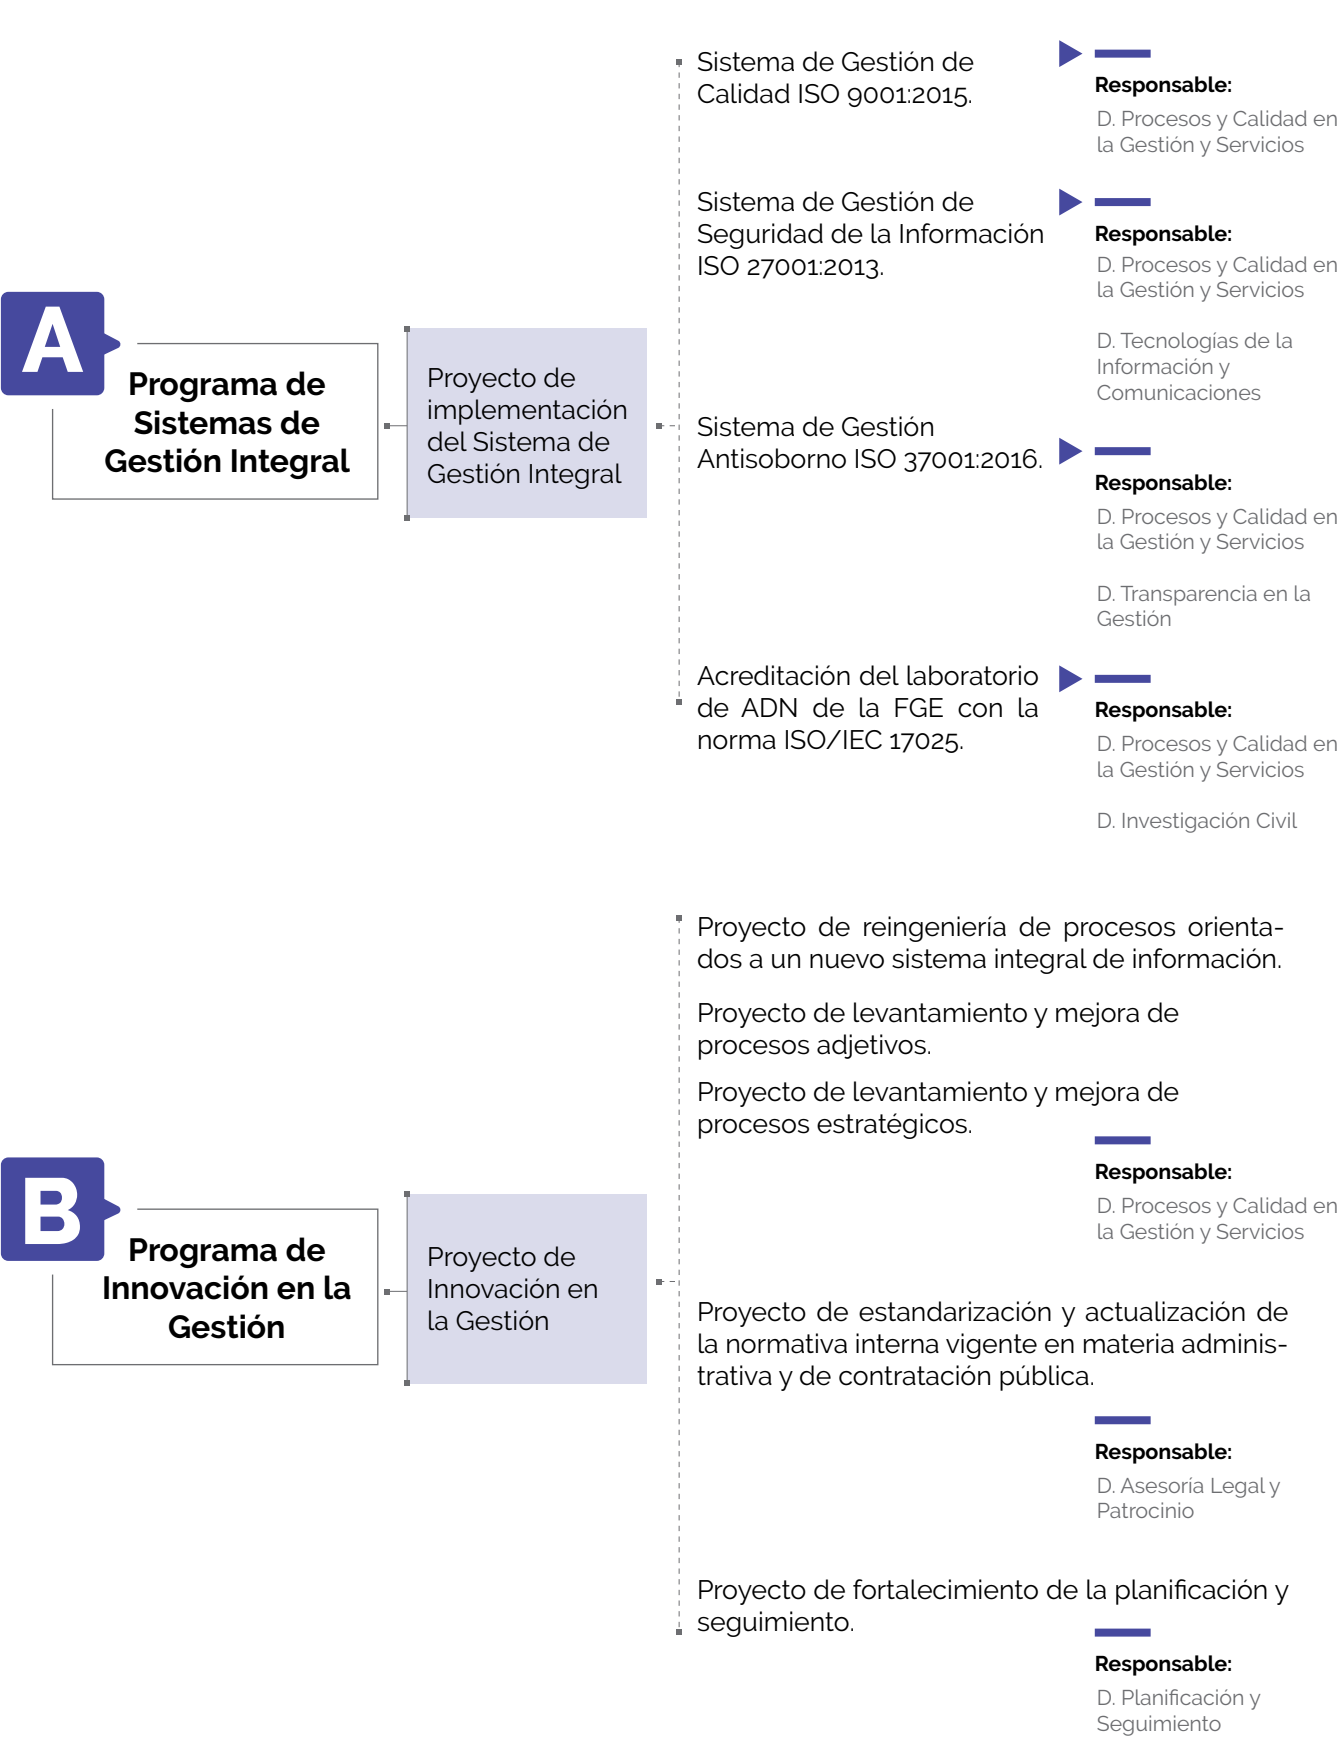 A
Programa de
Sistemas de
Gestión Integral
Proyecto de
implementación
del Sistema de
Gestión Integral
Sistema de Gestión de
Calidad ISO 9001:2015.
Responsable:
D. Procesos y Calidad en
la Gestión y Servicios
Sistema de Gestión de
Seguridad de la Información
ISO 27001:2013.
Responsable:
D. Procesos y Calidad en
la Gestión y Servicios
D. Tecnologías de la
Información y
Comunicaciones
Sistema de Gestión
Antisoborno ISO 37001:2016.
Responsable:
D. Procesos y Calidad en
la Gestión y Servicios
D. Transparencia en la
Gestión
Acreditación del laboratorio
de ADN de la FGE con la
norma ISO/IEC 17025.
Responsable:
D. Procesos y Calidad en
la Gestión y Servicios
D. Investigación Civil
B
Programa de
Innovación en la
Gestión
Proyecto de
Innovación en
la Gestión
Proyecto de reingeniería de procesos orienta-
dos a un nuevo sistema integral de información.
Proyecto de levantamiento y mejora de
procesos adjetivos.
Proyecto de levantamiento y mejora de
procesos estratégicos.
Responsable:
D. Procesos y Calidad en
la Gestión y Servicios
Proyecto de estandarización y actualización de
la normativa interna vigente en materia adminis-
trativa y de contratación pública.
Responsable:
D. Asesoría Legal y
Patrocinio
Proyecto de fortalecimiento de la planificación y
seguimiento.
Responsable:
D. Planificación y
Seguimiento